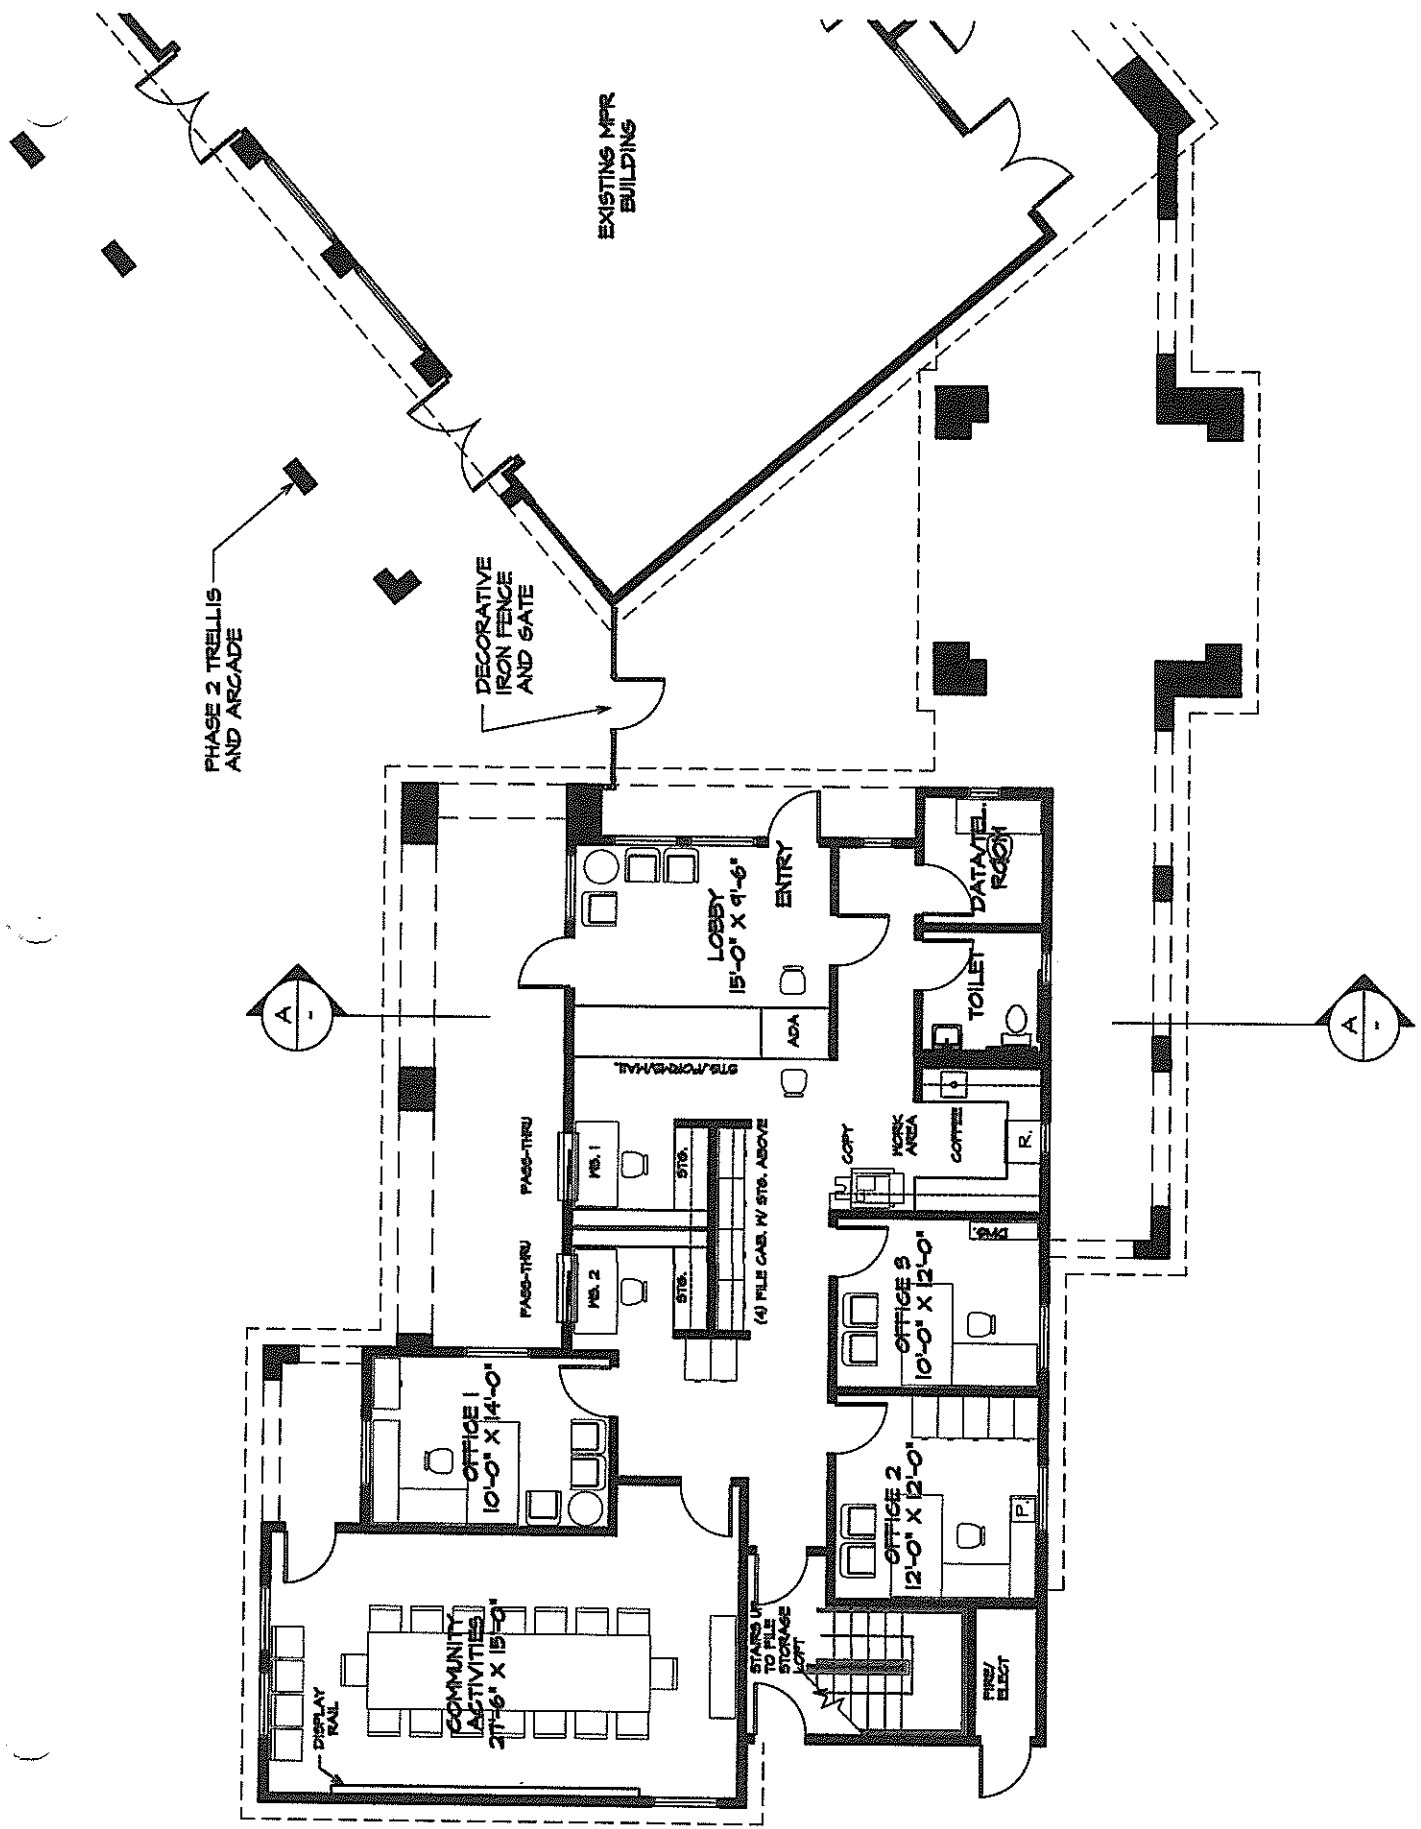 EXISTING MPR
BUILDING
PHASE 2 TRELLIS
AND ARCADE
DECORATIVE
IRON FENCE
AND GATE
LOBBY
15'-0" X 9'-6"
ENTRY
DATA/TEL.
ROOM
TOILET
A
-
A
-
ADA
STG./FORMS/MAIL
PASS-THRU
PASS-THRU
WS. 1
WS. 2
STG.
STG.
(4) FILE CAB. W/ STG. ABOVE
COPY
WORK
AREA
COFFEE
R.
OFFICE 3
10'-0" X 12'-0"
DWG.
OFFICE 1
10'-0" X 14'-0"
OFFICE 2
12'-0" X 12'-0"
P.
COMMUNITY
ACTIVITIES
27'-6" X 15'-0"
DISPLAY
RAIL
STAIRS UP
TO FILE
STORAGE
LOFT
FIRE/
ELECT